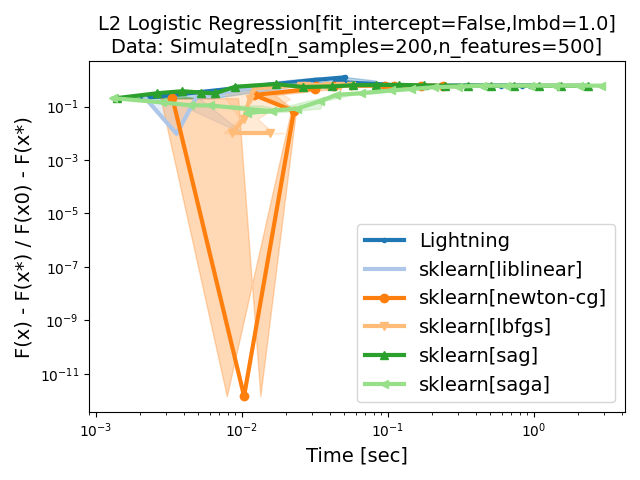 L2 Logistic Regression[fit_intercept=False,lmbd=1.0]
Data: Simulated[n_samples=200,n_features=500]
F(x) - F(x*) / F(x0) - F(x*)
10⁻¹
10⁻³
10⁻⁵
10⁻⁷
10⁻⁹
10⁻¹¹
Lightning
sklearn[liblinear]
sklearn[newton-cg]
sklearn[lbfgs]
sklearn[sag]
sklearn[saga]
10⁻³ 10⁻² 10⁻¹ 10⁰
Time [sec]